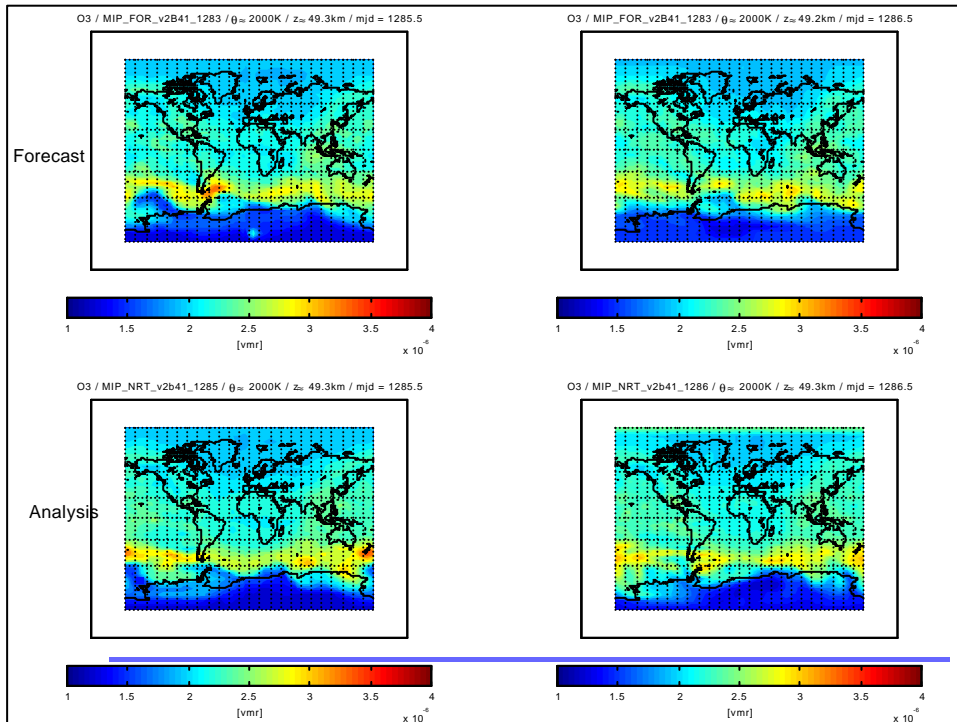 O3 / MIP_FOR_v2B41_1283 / θ≈ 2000K / z≈ 49.3km / mjd = 1285.5
O3 / MIP_FOR_v2B41_1283 / θ≈ 2000K / z≈ 49.2km / mjd = 1286.5
Forecast
1 1.5 2 2.5 3 3.5 4
[vmr]
x 10⁻⁶
1 1.5 2 2.5 3 3.5 4
[vmr]
x 10⁻⁶
O3 / MIP_NRT_v2b41_1285 / θ≈ 2000K / z≈ 49.3km / mjd = 1285.5
O3 / MIP_NRT_v2b41_1286 / θ≈ 2000K / z≈ 49.3km / mjd = 1286.5
Analysis
1 1.5 2 2.5 3 3.5 4
[vmr]
x 10⁻⁶
1 1.5 2 2.5 3 3.5 4
[vmr]
x 10⁻⁶